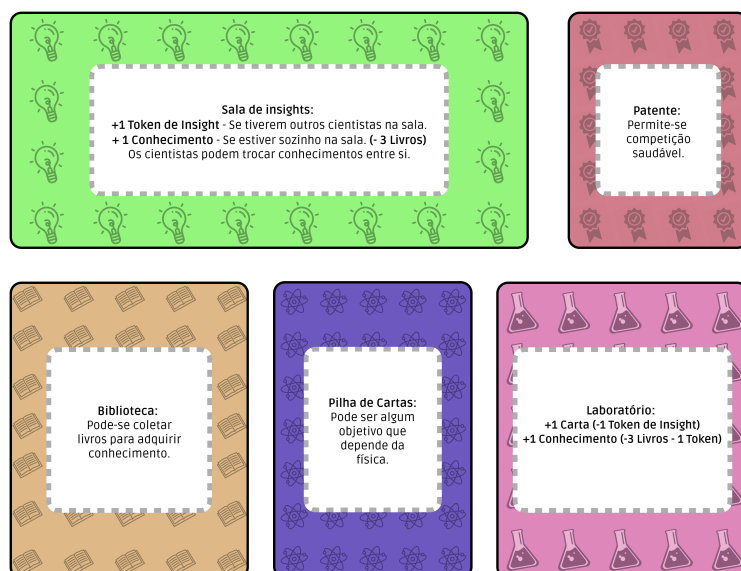 Sala de insights:
+1 Token de Insight - Se tiverem outros cientistas na sala.
+ 1 Conhecimento - Se estiver sozinho na sala. (- 3 Livros)
Os cientistas podem trocar conhecimentos entre si.
Patente:
Permite-se
competição
saudável.
Biblioteca:
Pode-se coletar
livros para adquirir
conhecimento.
Pilha de Cartas:
Pode ser algum
objetivo que
depende da
física.
Laboratório:
+1 Carta (-1 Token de Insight)
+1 Conhecimento (-3 Livros - 1 Token)